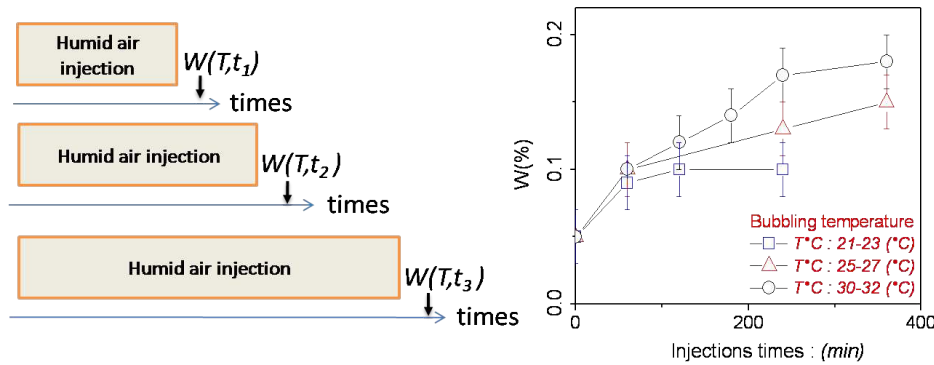 Humid air
injection
W(T,t1)
times
Humid air injection
W(T,t2)
times
Humid air injection
W(T,t3)
times
0.2
0.1
0.0
W(%)
Bubbling temperature
T°C : 21-23 (°C)
T°C : 25-27 (°C)
T°C : 30-32 (°C)
0 200 400
Injections times : (min)